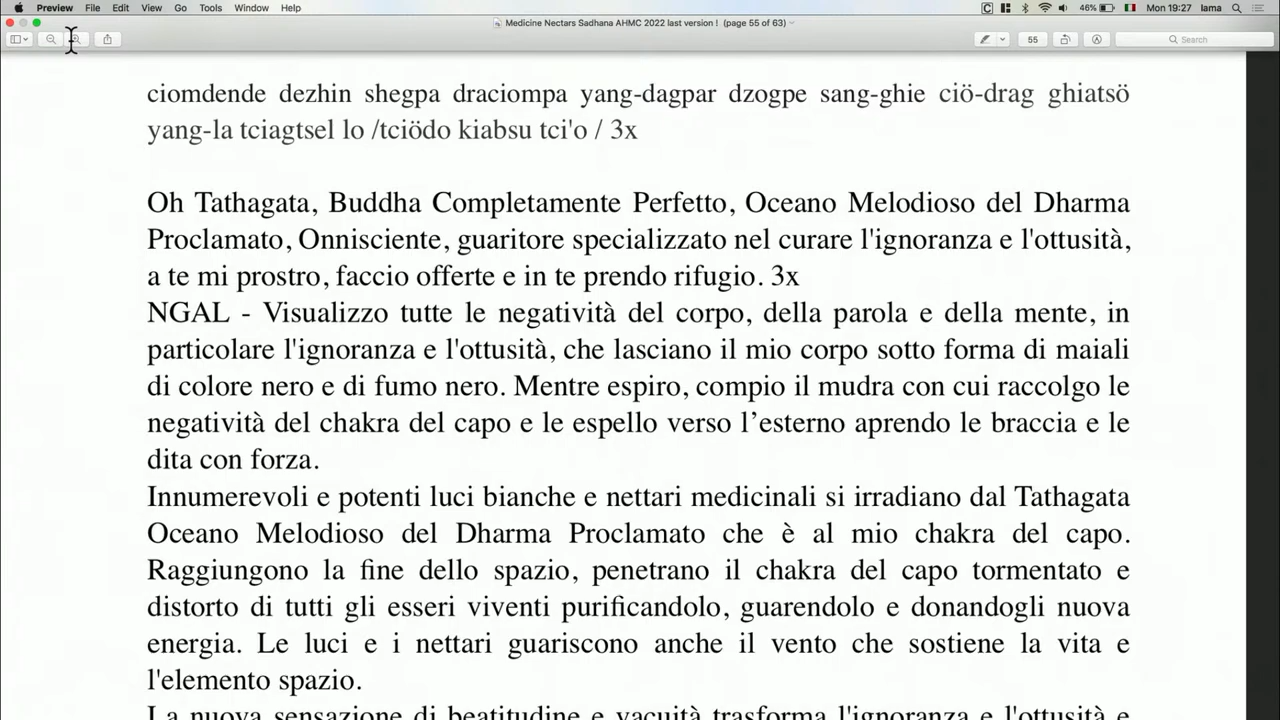 Preview File Edit View Go Tools Window Help 46% Mon 19:27 lama
Medicine Nectars Sadhana AHMC 2022 last version ! (page 55 of 63)
55 Search
ciomdende dezhin shegpa draciompa yang-dagpar dzogpe sang-ghie ciö-drag ghiatsö
yang-la tciagtsel lo /tciödo kiabsu tci'o / 3x
Oh Tathagata, Buddha Completamente Perfetto, Oceano Melodioso del Dharma
Proclamato, Onnisciente, guaritore specializzato nel curare l'ignoranza e l'ottusità,
a te mi prostro, faccio offerte e in te prendo rifugio. 3x
NGAL - Visualizzo tutte le negatività del corpo, della parola e della mente, in
particolare l'ignoranza e l'ottusità, che lasciano il mio corpo sotto forma di maiali
di colore nero e di fumo nero. Mentre espiro, compio il mudra con cui raccolgo le
negatività del chakra del capo e le espello verso l’esterno aprendo le braccia e le
dita con forza.
Innumerevoli e potenti luci bianche e nettari medicinali si irradiano dal Tathagata
Oceano Melodioso del Dharma Proclamato che è al mio chakra del capo.
Raggiungono la fine dello spazio, penetrano il chakra del capo tormentato e
distorto di tutti gli esseri viventi purificandolo, guarendolo e donandogli nuova
energia. Le luci e i nettari guariscono anche il vento che sostiene la vita e
l'elemento spazio.
La nuova sensazione di beatitudine e vacuità trasforma l'ignoranza e l'ottusità e